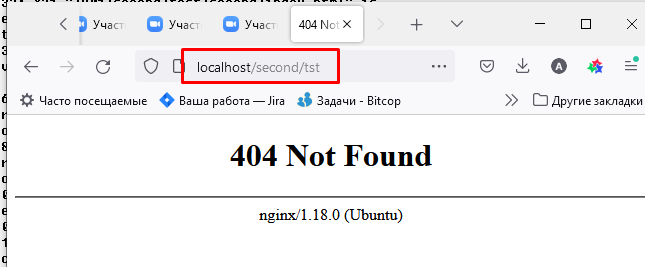 Участ
Участ
Участ
404 Not
localhost/second/tst
Часто посещаемые
Ваша работа — Jira
Задачи - Bitcop
Другие закладки
404 Not Found
nginx/1.18.0 (Ubuntu)